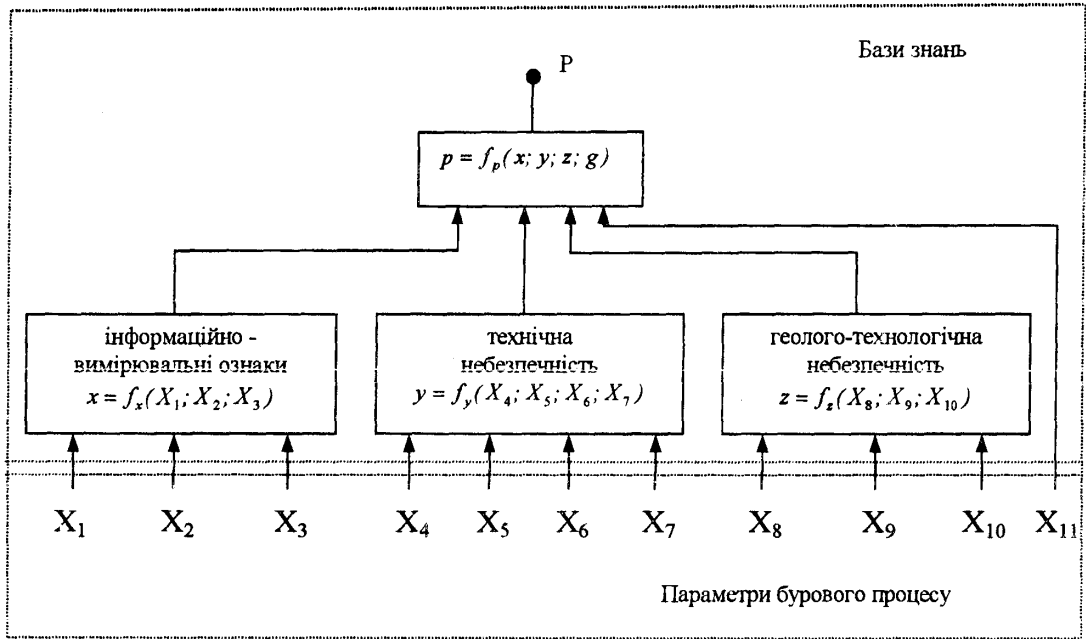 Бази знань
P
p = f_p(x; y; z; g)
інформаційно -
вимірювальні ознаки
x = f_x(X_1; X_2; X_3)
технічна
небезпечність
y = f_y(X_4; X_5; X_6; X_7)
геолого-технологічна
небезпечність
z = f_z(X_8; X_9; X_10)
X_1 X_2 X_3 X_4 X_5 X_6 X_7 X_8 X_9 X_10 X_11
Параметри бурового процесу